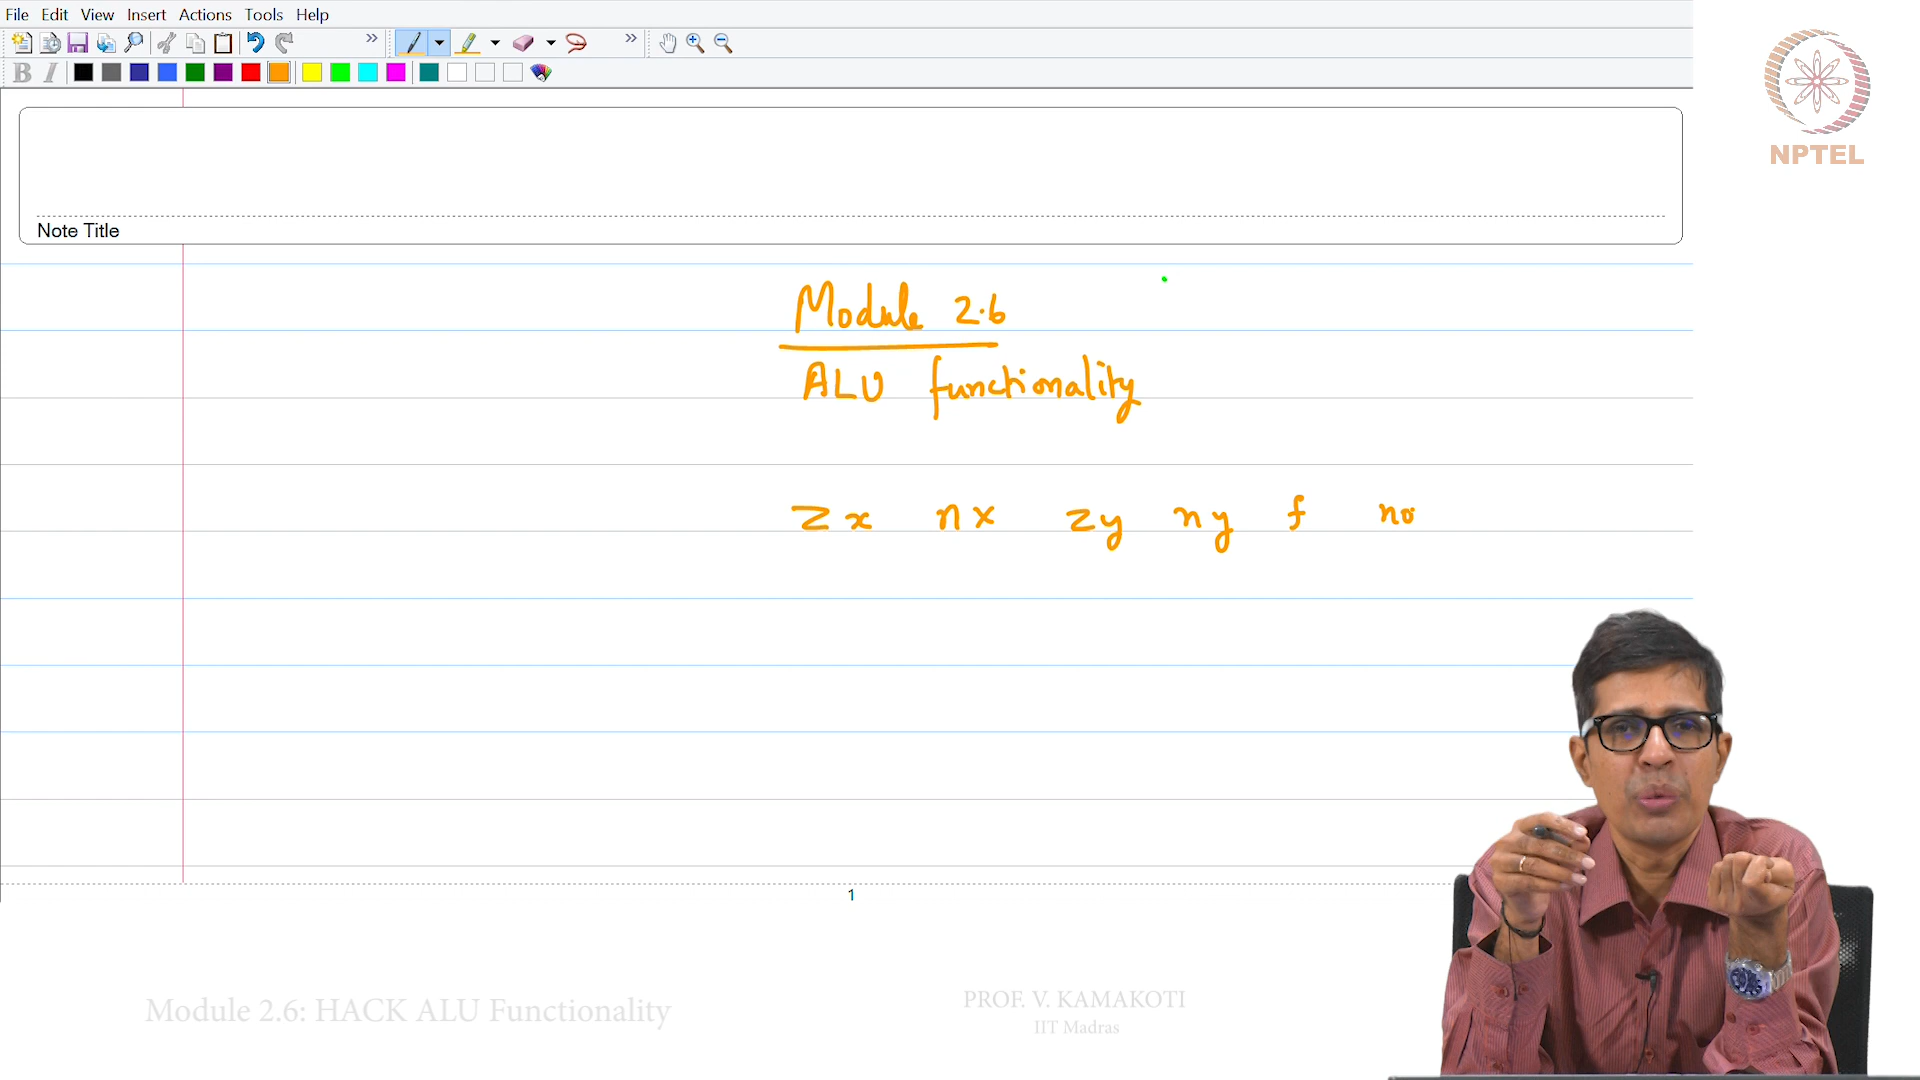 File Edit View Insert Actions Tools Help
B I
NPTEL
Note Title
Module 2.6
ALU functionality
zx nx zy ny f no
1
Module 2.6: HACK ALU Functionality
PROF. V. KAMAKOTI
IIT Madras